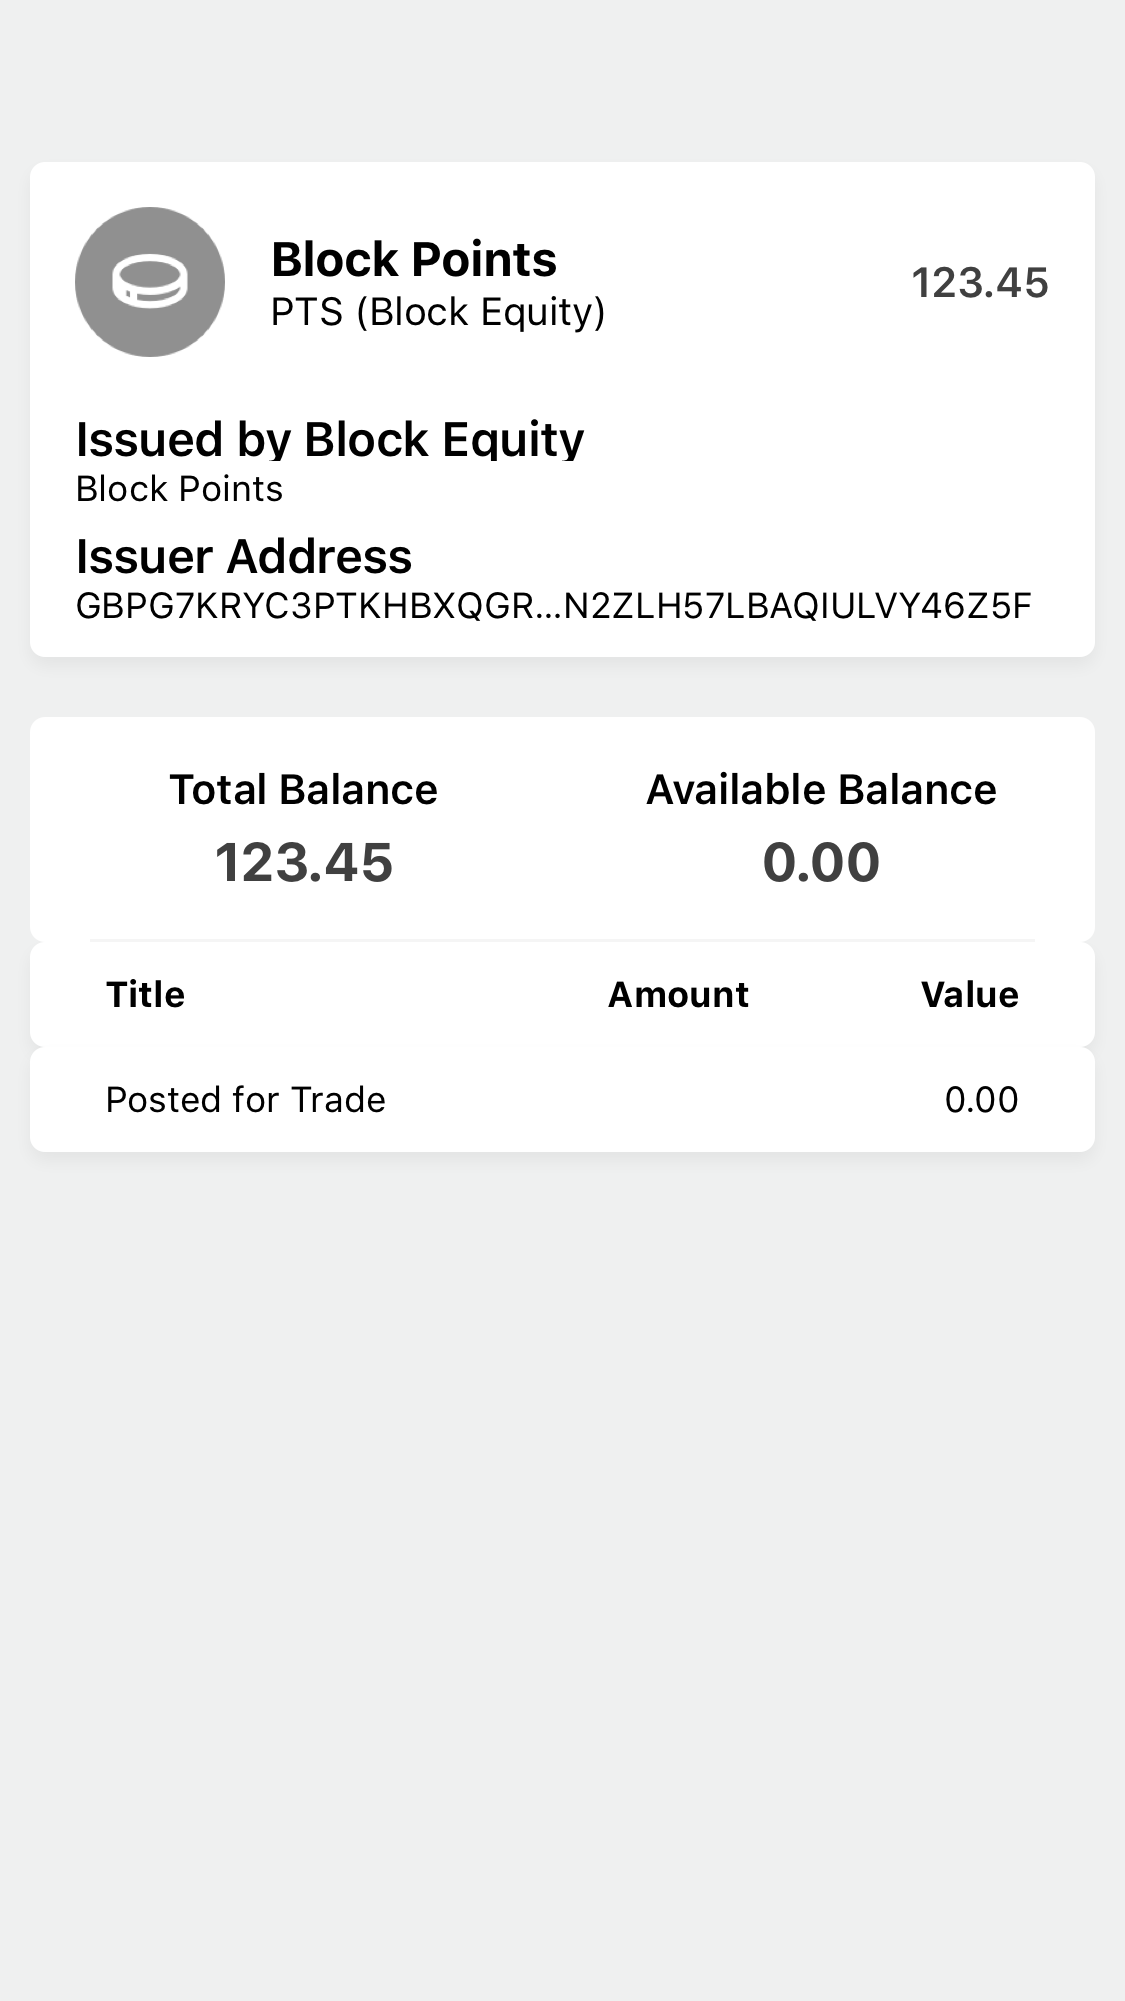 Block Points
PTS (Block Equity)
123.45
Issued by Block Equity
Block Points
Issuer Address
GBPG7KRYC3PTKHBXQGR...N2ZLH57LBAQIULVY46Z5F
Total Balance
Available Balance
123.45
0.00
Title Amount Value
Posted for Trade 0.00